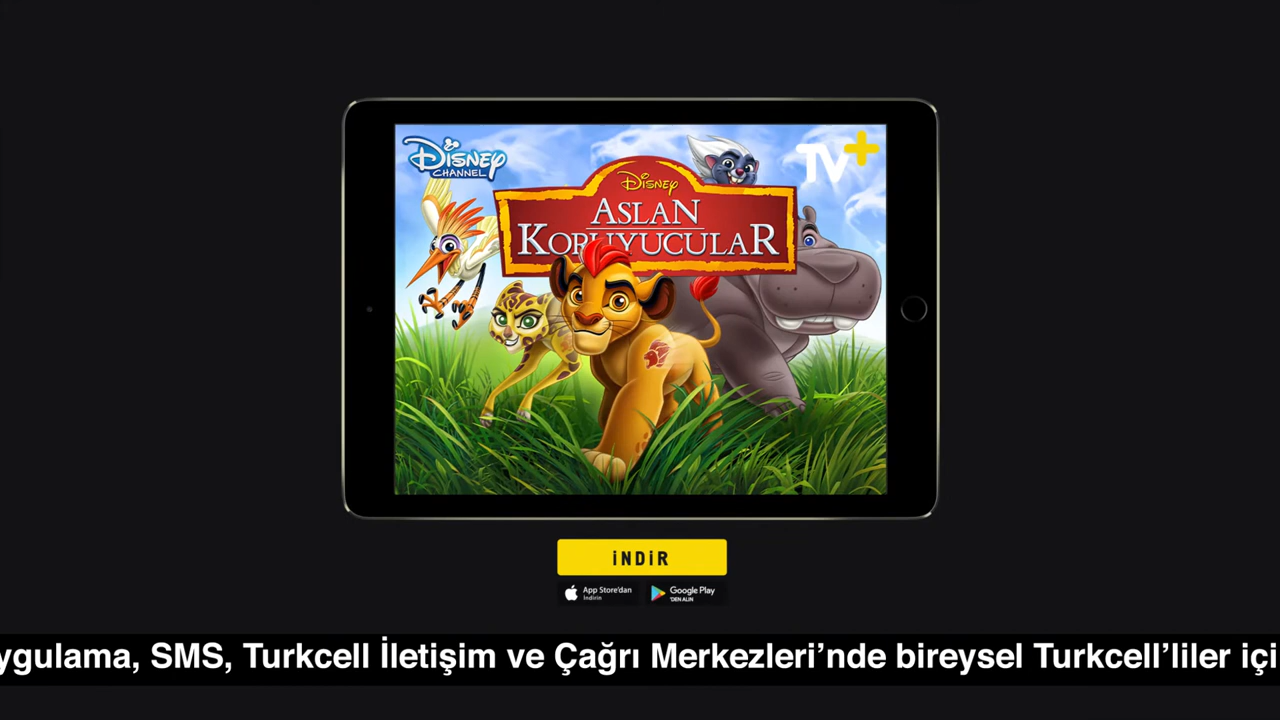 DISNEY
CHANNEL
TV+
DISNEY
ASLAN
KORUYUCULAR
İNDİR
App Store'dan
İndirin
Google Play
'DEN ALIN
ygulama, SMS, Turkcell İletişim ve Çağrı Merkezleri’nde bireysel Turkcell’liler içi